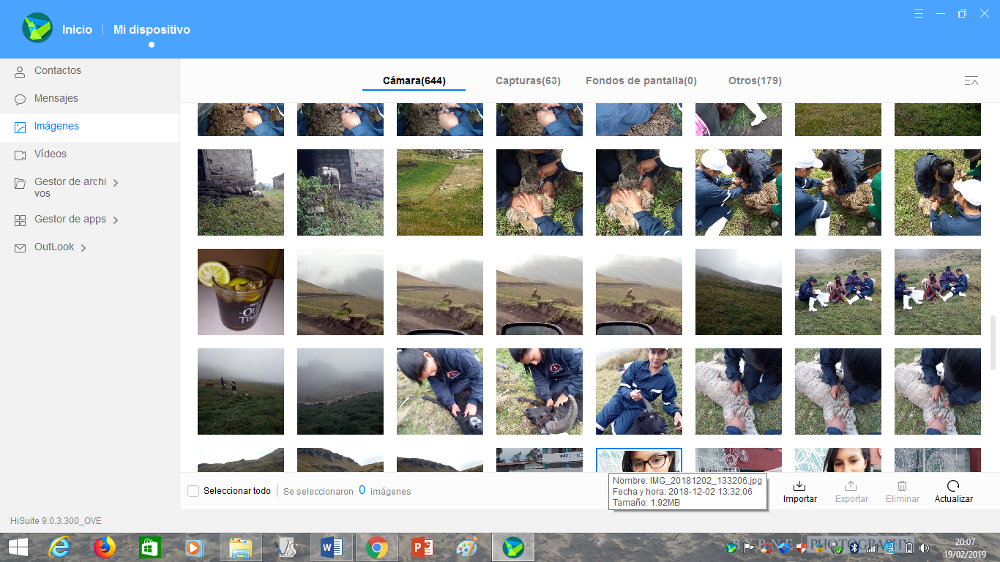 Inicio
Mi dispositivo
Contactos
Mensajes
Imágenes
Vídeos
Gestor de archi
vos
Gestor de apps
OutLook
Cámara(644)
Capturas(63)
Fondos de pantalla(0)
Otros(179)
OLD
TIMES
Seleccionar todo
Se seleccionaron 0 imágenes
Nombre: IMG_20181202_133206.jpg
Fecha y hora: 2018-12-02 13:32:06
Tamaño: 1.92MB
Importar
Exportar
Eliminar
Actualizar
HiSuite 9.0.3.300_OVE
PHOTOGRAPHY
20:07
19/02/2019